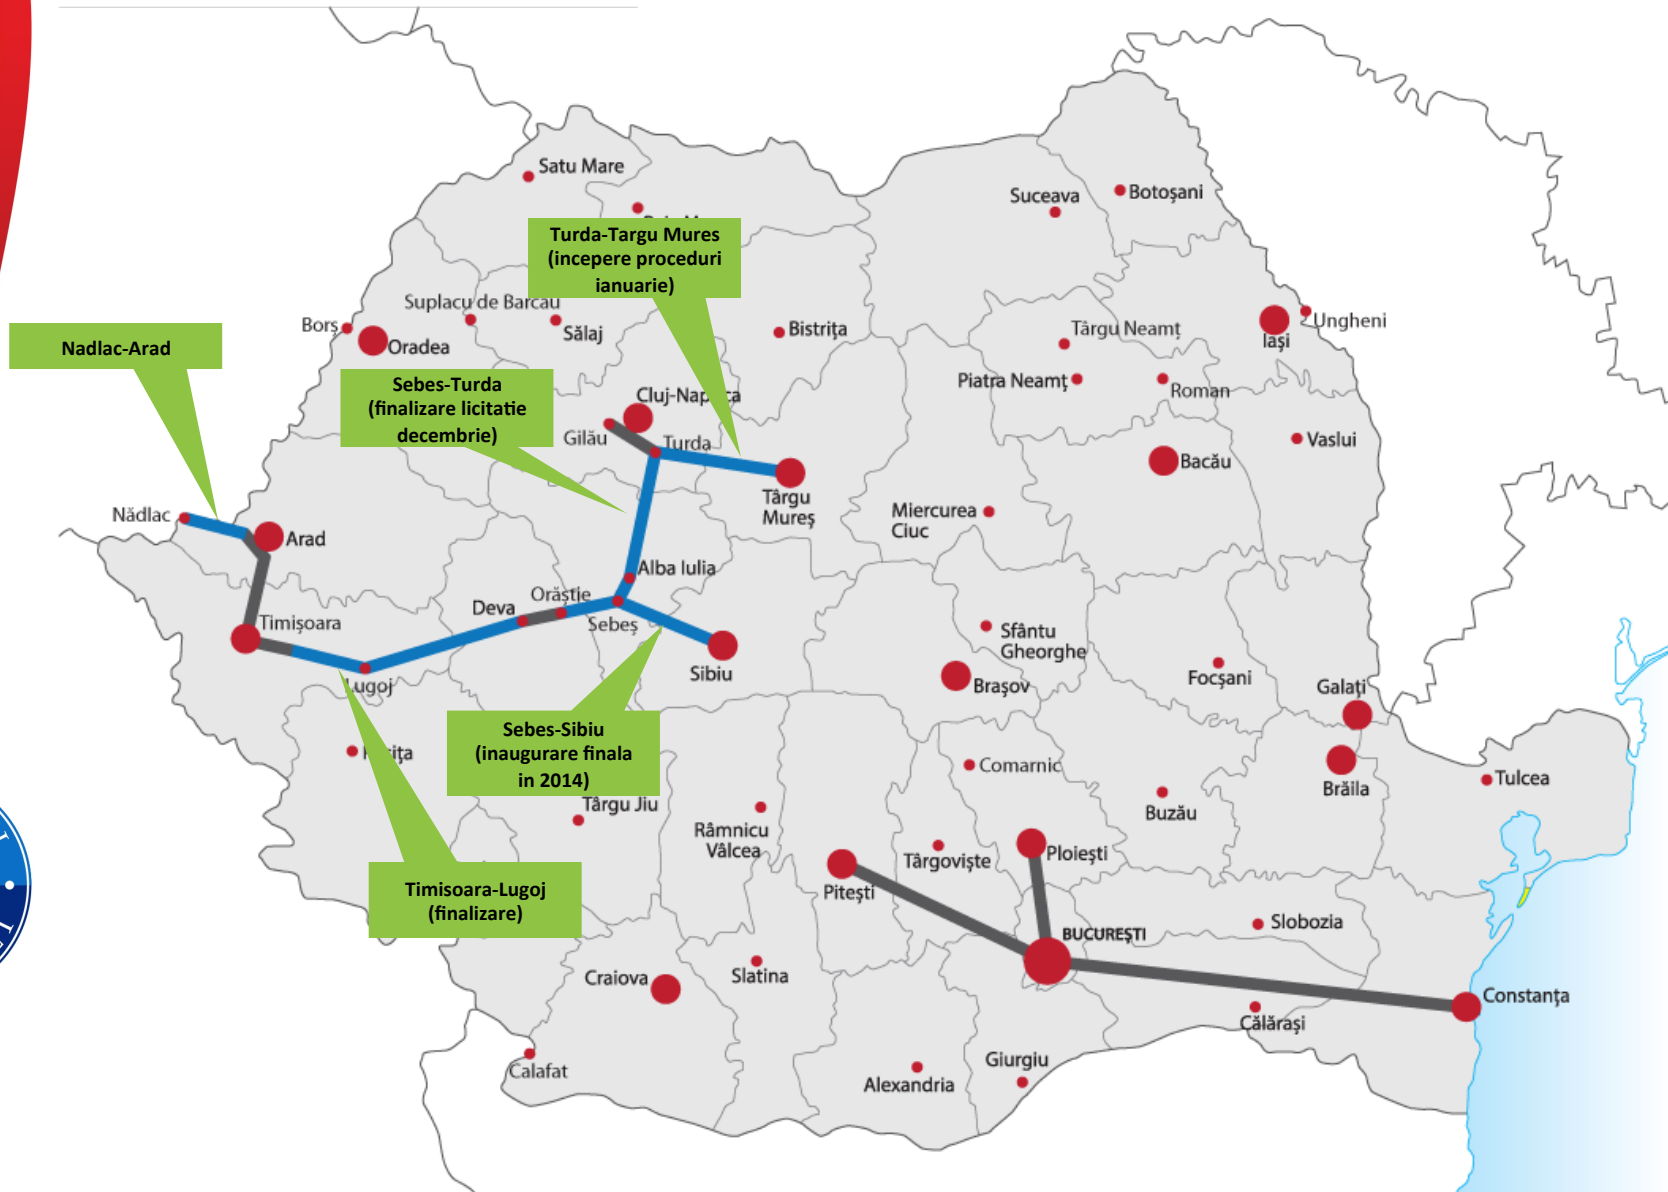 Satu Mare
Suceava
Botoșani
Turda-Targu Mures
(incepere proceduri
ianuarie)
Suplacu de Barcău
Borș
Oradea
Sălaj
Bistrița
Târgu Neamț
Iași
Ungheni
Nadlac-Arad
Sebes-Turda
(finalizare licitatie
decembrie)
Cluj-Napoca
Piatra Neamț
Roman
Gilău
Turda
Vaslui
Bacău
Târgu
Mureș
Miercurea
Ciuc
Nădlac
Arad
Alba Iulia
Deva
Orăștie
Sebeș
Timișoara
Lugoj
Sibiu
Sfântu
Gheorghe
Brașov
Focșani
Galați
Sebes-Sibiu
(inaugurare finala
in 2014)
Comarnic
Brăila
Tulcea
Târgu Jiu
Râmnicu
Vâlcea
Buzău
Târgoviște
Ploiești
Pitești
Timisoara-Lugoj
(finalizare)
BUCUREȘTI
Slobozia
Craiova
Slatina
Constanța
Călărași
Calafat
Alexandria
Giurgiu